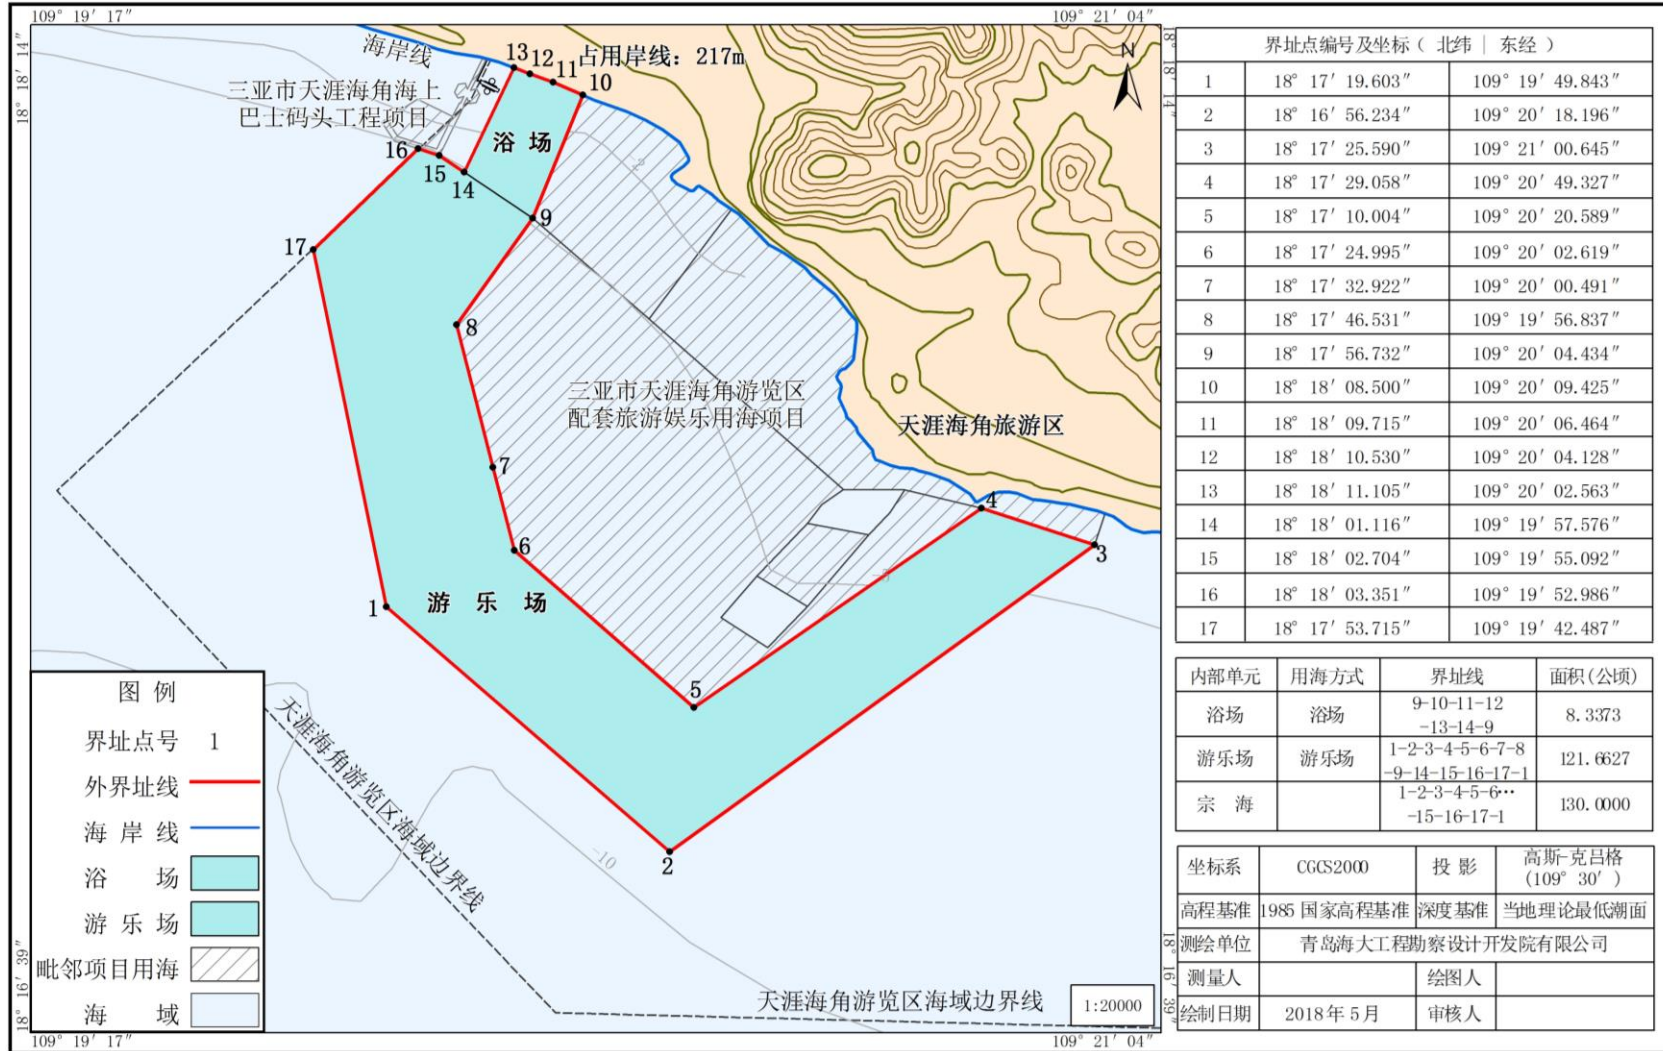 109° 19′ 17″
109° 21′ 04″
18° 18′ 14″
18° 18′ 14″
海岸线
13
12
11
10
占用岸线：217m
N
三亚市天涯海角海上
巴士码头工程项目
浴 场
16
15
14
9
-2
17
8
三亚市天涯海角游览区
配套旅游娱乐用海项目
天涯海角旅游区
7
4
3
6
-5
1
游 乐 场
5
2
-10
天涯海角游览区海域边界线
天涯海角游览区海域边界线
1:20000
图 例
界址点号 1
外界址线
海 岸 线
浴 场
游 乐 场
毗邻项目用海
海 域
18° 16′ 39″
18° 16′ 39″
109° 19′ 17″
109° 21′ 04″
界址点编号及坐标（ 北纬 | 东经 ）
1 18° 17′ 19.603″ 109° 19′ 49.843″
2 18° 16′ 56.234″ 109° 20′ 18.196″
3 18° 17′ 25.590″ 109° 21′ 00.645″
4 18° 17′ 29.058″ 109° 20′ 49.327″
5 18° 17′ 10.004″ 109° 20′ 20.589″
6 18° 17′ 24.995″ 109° 20′ 02.619″
7 18° 17′ 32.922″ 109° 20′ 00.491″
8 18° 17′ 46.531″ 109° 19′ 56.837″
9 18° 17′ 56.732″ 109° 20′ 04.434″
10 18° 18′ 08.500″ 109° 20′ 09.425″
11 18° 18′ 09.715″ 109° 20′ 06.464″
12 18° 18′ 10.530″ 109° 20′ 04.128″
13 18° 18′ 11.105″ 109° 20′ 02.563″
14 18° 18′ 01.116″ 109° 19′ 57.576″
15 18° 18′ 02.704″ 109° 19′ 55.092″
16 18° 18′ 03.351″ 109° 19′ 52.986″
17 18° 17′ 53.715″ 109° 19′ 42.487″
内部单元 用海方式 界址线 面积(公顷)
浴场 浴场 9-10-11-12 8.3373
-13-14-9
游乐场 游乐场 1-2-3-4-5-6-7-8 121.6627
-9-14-15-16-17-1
宗 海 1-2-3-4-5-6… 130.0000
-15-16-17-1
坐标系 CGCS2000 投 影 高斯-克吕格
(109° 30′ )
高程基准 1985 国家高程基准 深度基准 当地理论最低潮面
测绘单位 青岛海大工程勘察设计开发院有限公司
测量人 绘图人
绘制日期 2018 年 5 月 审核人